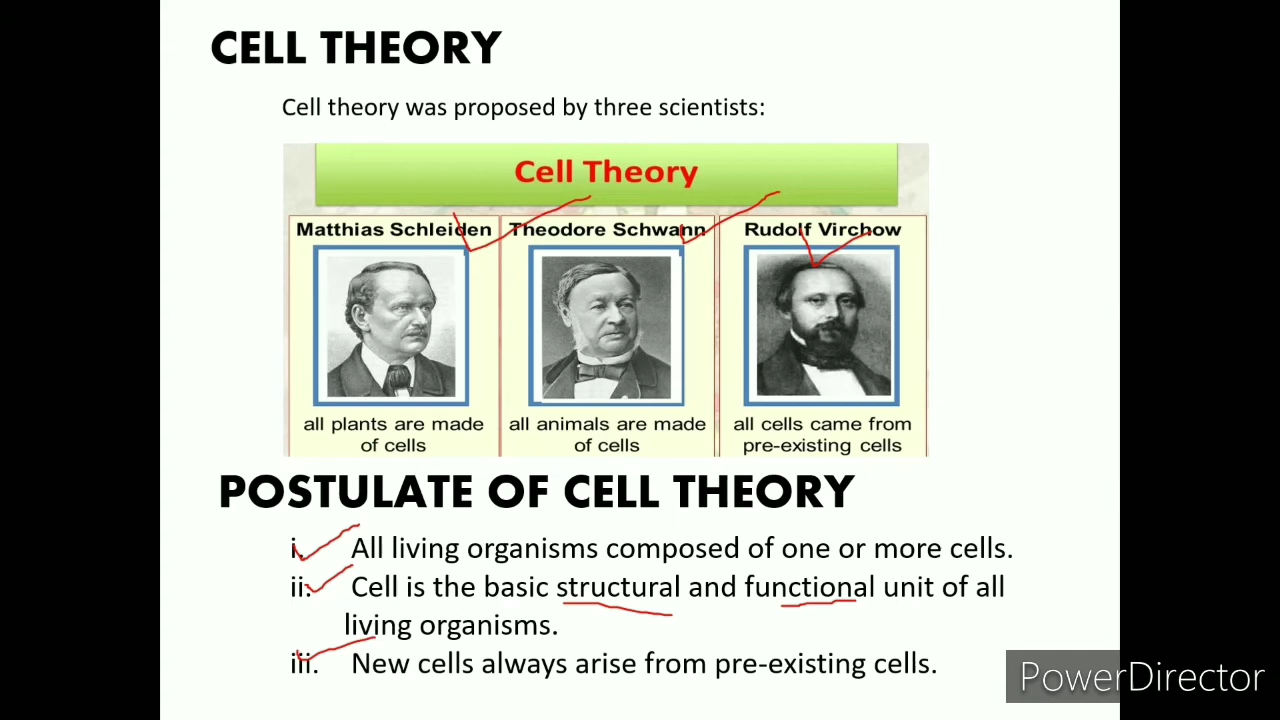 CELL THEORY
Cell theory was proposed by three scientists:
Cell Theory
Matthias Schleiden
Theodore Schwann
Rudolf Virchow
all plants are made
of cells
all animals are made
of cells
all cells came from
pre-existing cells
POSTULATE OF CELL THEORY
i. All living organisms composed of one or more cells.
ii. Cell is the basic structural and functional unit of all
living organisms.
iii. New cells always arise from pre-existing cells.
PowerDirector